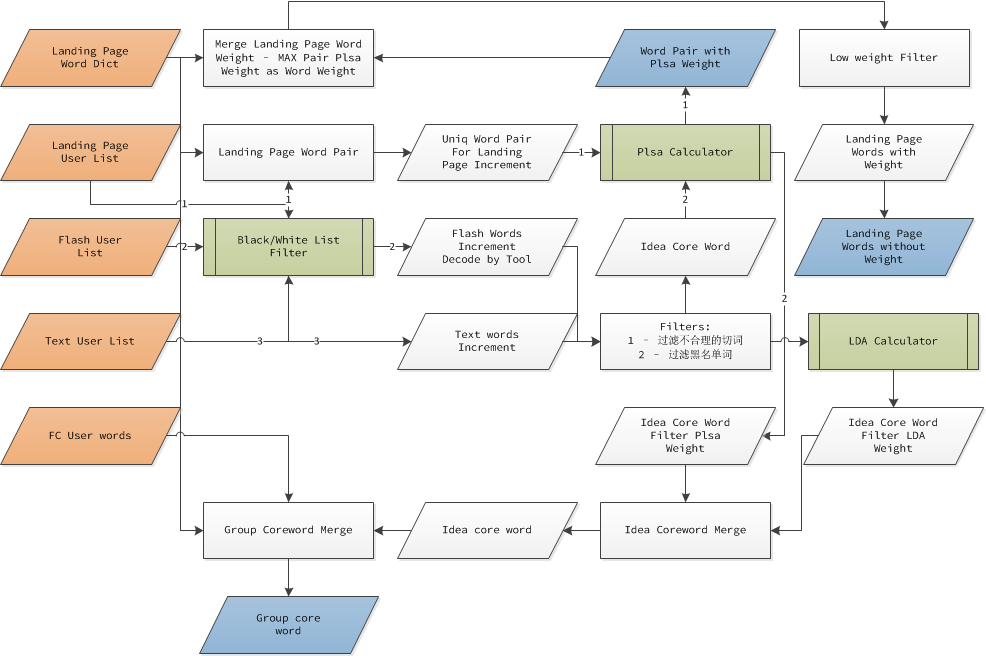 Landing Page
Word Dict
Merge Landing Page Word
Weight - MAX Pair Plsa
Weight as Word Weight
Word Pair with
Plsa Weight
Low weight Filter
1
Landing Page
User List
Landing Page Word Pair
Uniq Word Pair
For Landing
Page Increment
1
Plsa Calculator
Landing Page
Words with
Weight
1
1
2
Flash User
List
2
Black/White List
Filter
2
Flash Words
Increment
Decode by Tool
Idea Core Word
Landing Page
Words without
Weight
2
Text User List
3
3
Text words
Increment
Filters:
1 - 过滤不合理的切词
2 - 过滤黑名单词
LDA Calculator
FC User words
Idea Core Word
Filter Plsa
Weight
Idea Core Word
Filter LDA
Weight
Group Coreword Merge
Idea core word
Idea Coreword Merge
Group core
word